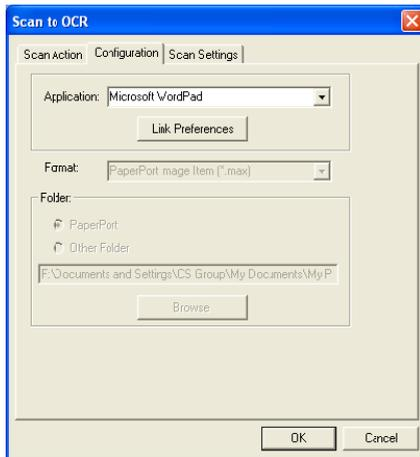 Scan to OCR
Scan Action Configuration Scan Settings
Application: Microsoft WordPad
Link Preferences
Format: PaperPort mage Item (*.max)
Folder:
PaperPort
Other Folder
F:\Documents and Settings\CS Group\My Documents\My P
Browse
OK Cancel